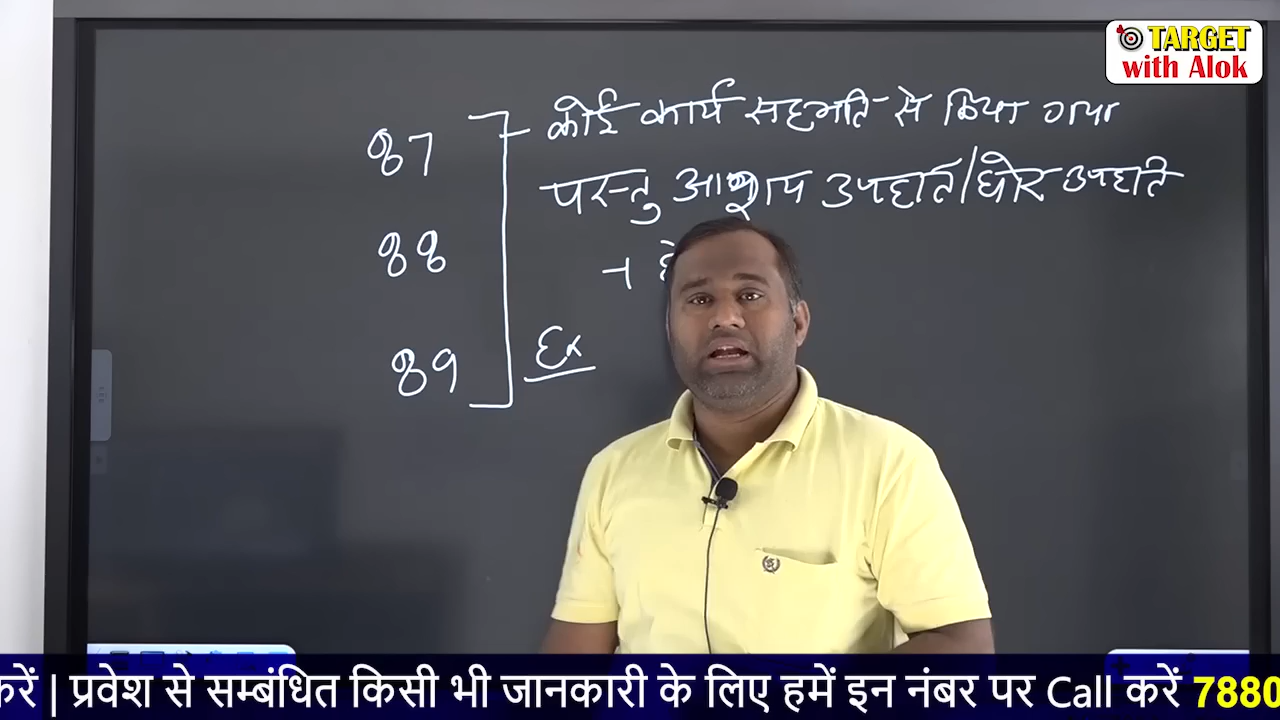 TARGET
with Alok
87
कोई कार्य सहमति से किया गया
परन्तु आशय उपहति/घोर उपहति
88
न हो
89
Ex
करें | प्रवेश से सम्बंधित किसी भी जानकारी के लिए हमें इन नंबर पर Call करें 7880